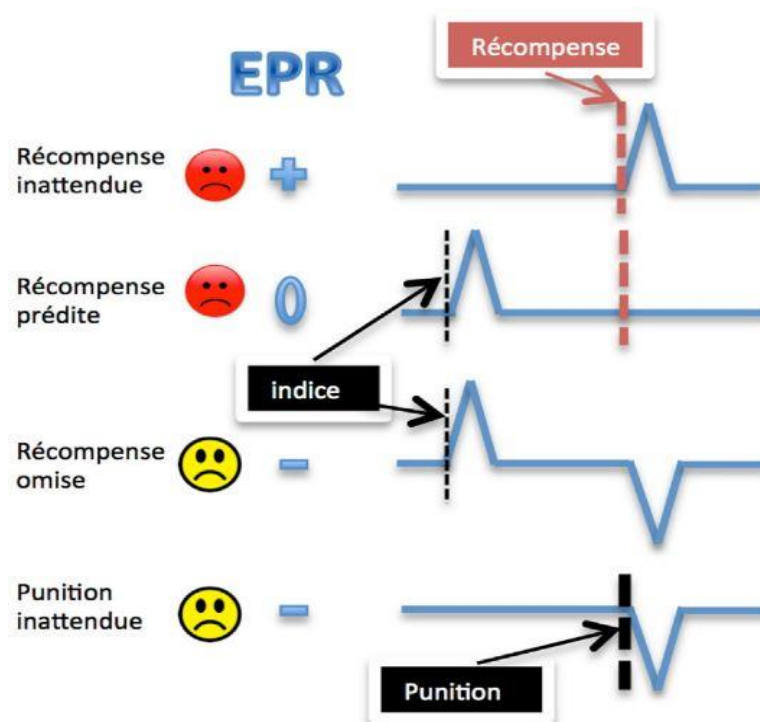 Récompense
EPR
Récompense
inattendue
+
Récompense
prédite
0
indice
Récompense
omise
-
Punition
inattendue
-
Punition